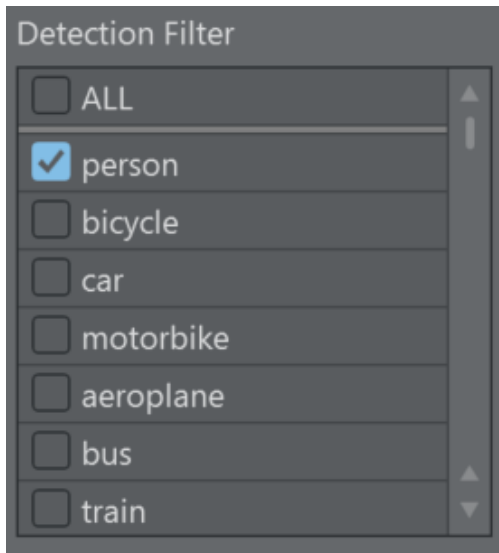 Detection Filter
ALL
person
bicycle
car
motorbike
aeroplane
bus
train